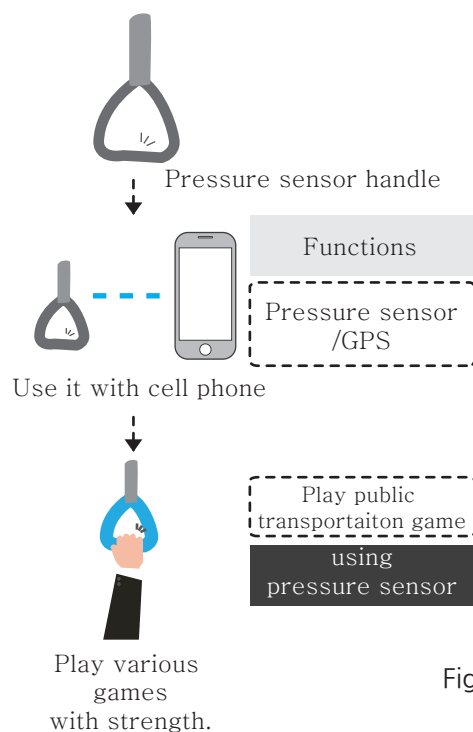 Pressure sensor handle
Functions
Pressure sensor
/GPS
Use it with cell phone
Play public
transportaiton game
using
pressure sensor
Play various
games
with strength.
Fig